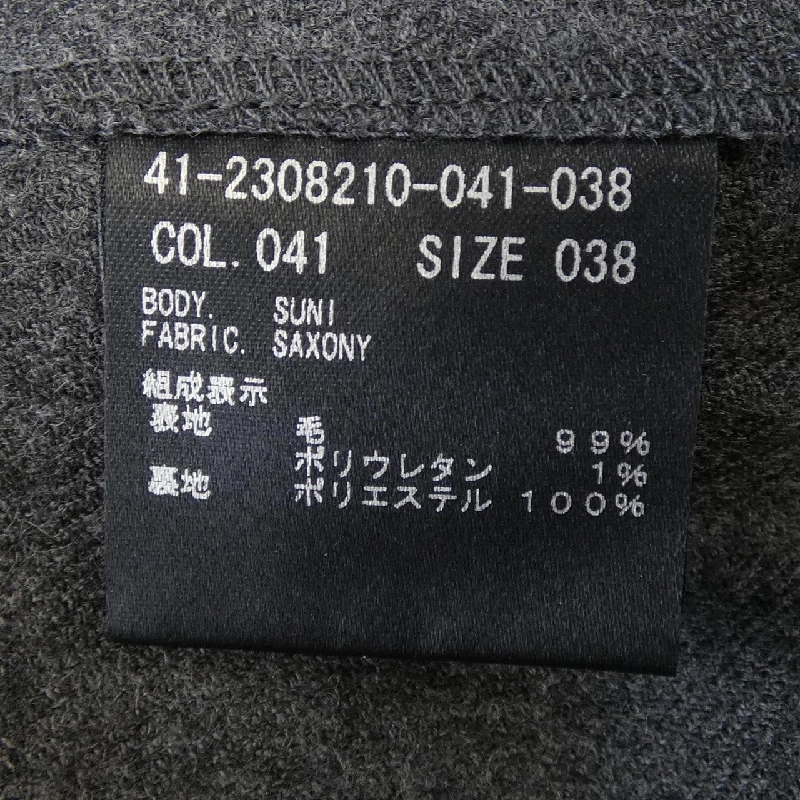 41-2308210-041-038
COL. 041 SIZE 038
BODY. SUNI
FABRIC. SAXONY
組成表示
表地 毛 99%
ポリウレタン 1%
裏地 ポリエステル 100%